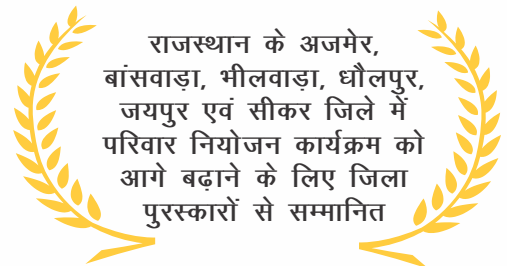 राजस्थान के अजमेर,
बांसवाड़ा, भीलवाड़ा, धौलपुर,
जयपुर एवं सीकर जिले में
परिवार नियोजन कार्यक्रम को
आगे बढ़ाने के लिए जिला
पुरस्कारों से सम्मानित